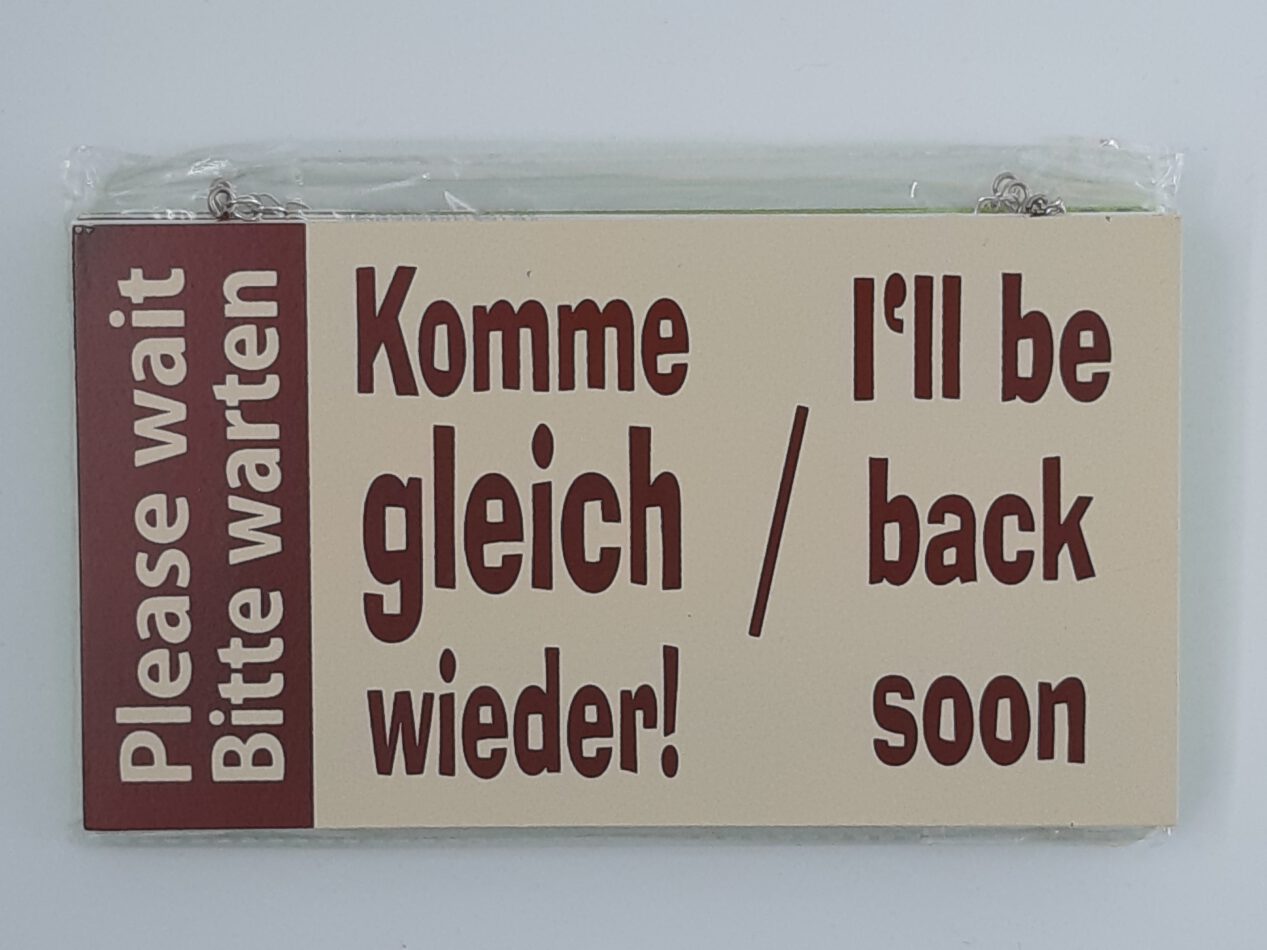 Please wait
Bitte warten
Komme
gleich
wieder!
/
I‘ll be
back
soon